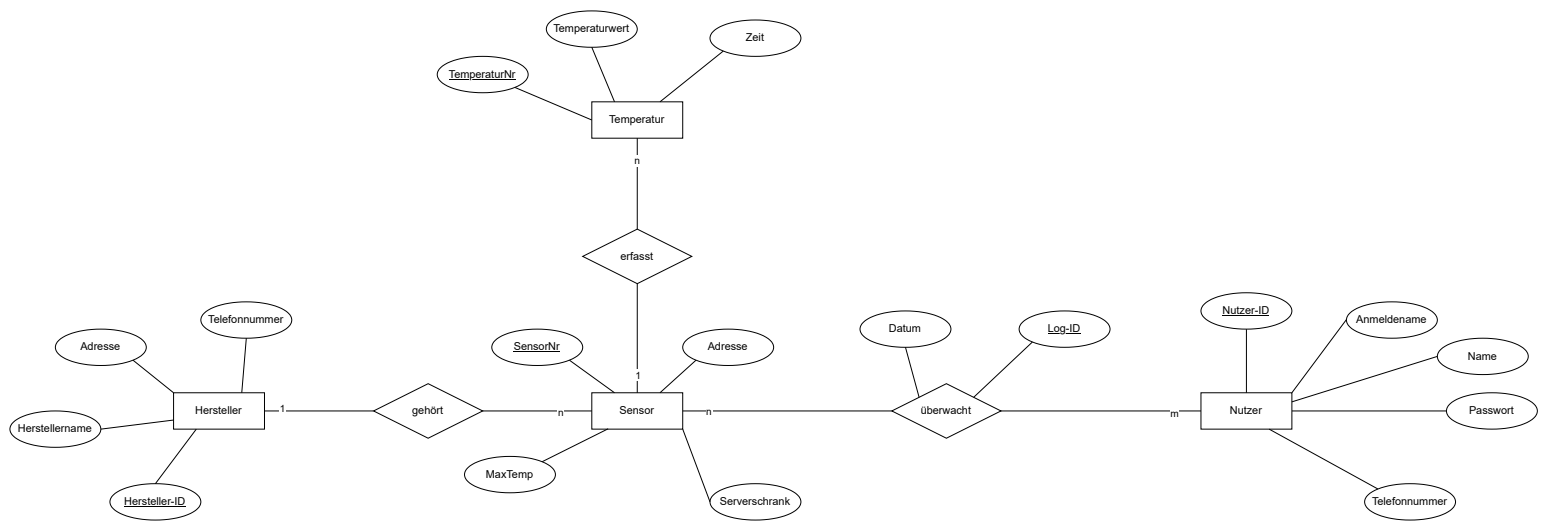 Temperaturwert
Zeit
TemperaturNr
Temperatur
n
erfasst
1
Telefonnummer
Adresse
Hersteller
Herstellername
Hersteller-ID
1
gehört
n
SensorNr
Adresse
Sensor
MaxTemp
Serverschrank
n
Datum
Log-ID
überwacht
m
Nutzer-ID
Anmeldename
Name
Nutzer
Passwort
Telefonnummer